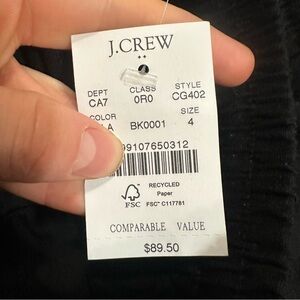 J.CREW
DEPT CLASS STYLE
CA7 0R0 CG402
COLOR SIZE
A BK0001 4
99107650312
RECYCLED
Paper
FSC FSC® C117781
COMPARABLE VALUE
$89.50